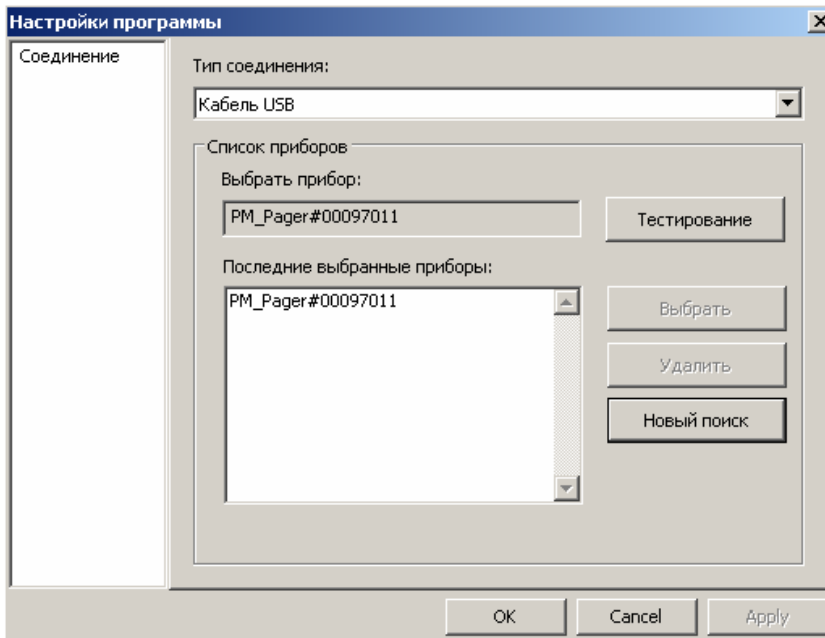 Настройки программы
Соединение
Тип соединения:
Кабель USB
Список приборов
Выбрать прибор:
PM_Pager#00097011
Тестирование
Последние выбранные приборы:
PM_Pager#00097011
Выбрать
Удалить
Новый поиск
OK
Cancel
Apply